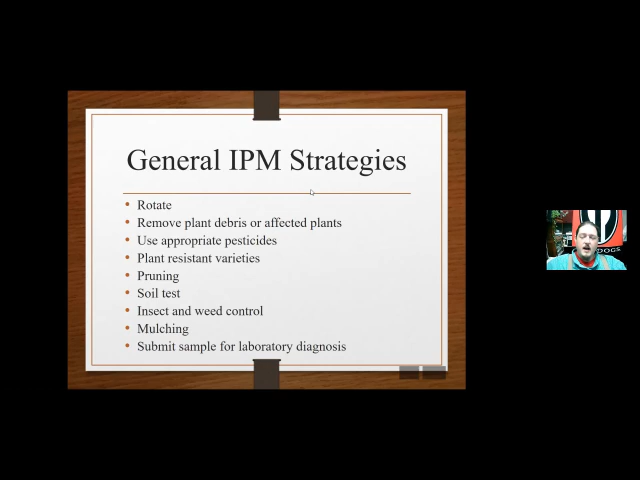 General IPM Strategies
• Rotate
• Remove plant debris or affected plants
• Use appropriate pesticides
• Plant resistant varieties
• Pruning
• Soil test
• Insect and weed control
• Mulching
• Submit sample for laboratory diagnosis
DOGS